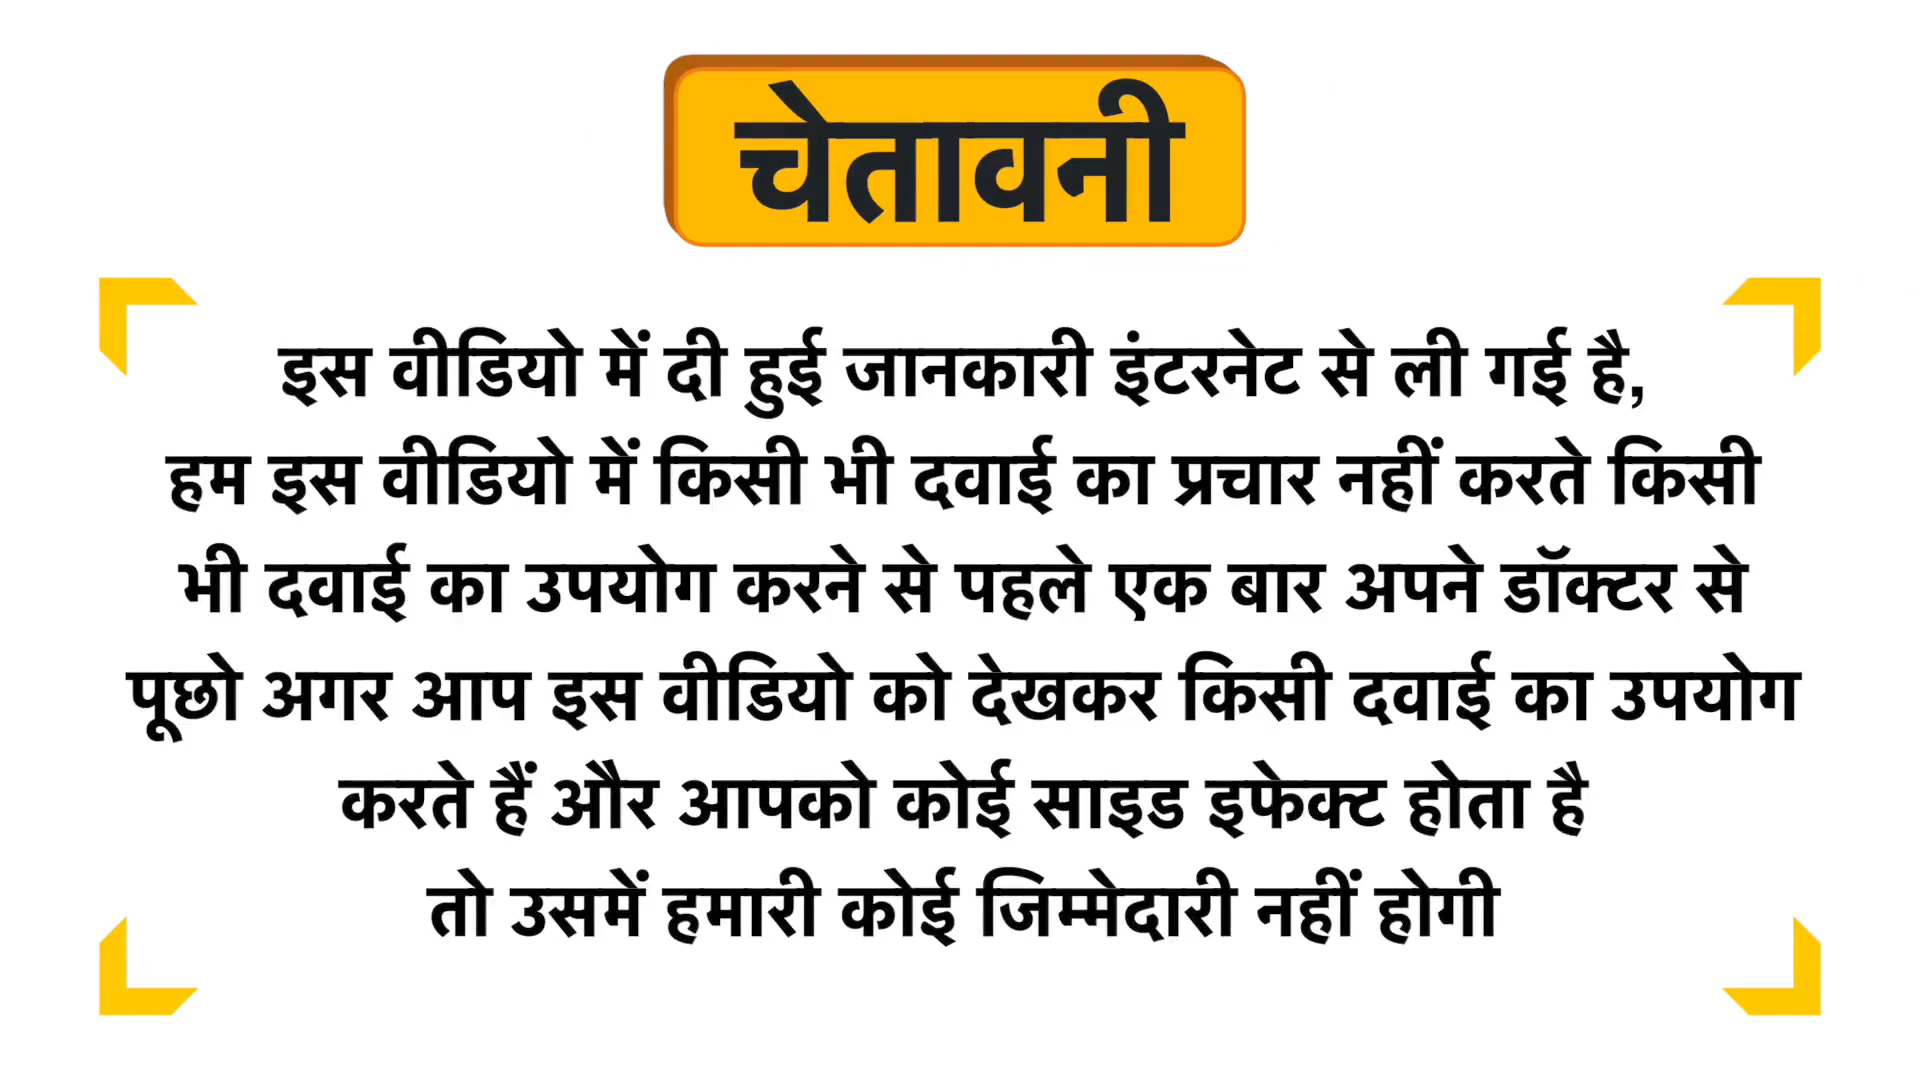 चेतावनी
इस वीडियो में दी हुई जानकारी इंटरनेट से ली गई है,
हम इस वीडियो में किसी भी दवाई का प्रचार नहीं करते किसी
भी दवाई का उपयोग करने से पहले एक बार अपने डॉक्टर से
पूछो अगर आप इस वीडियो को देखकर किसी दवाई का उपयोग
करते हैं और आपको कोई साइड इफेक्ट होता है
तो उसमें हमारी कोई जिम्मेदारी नहीं होगी